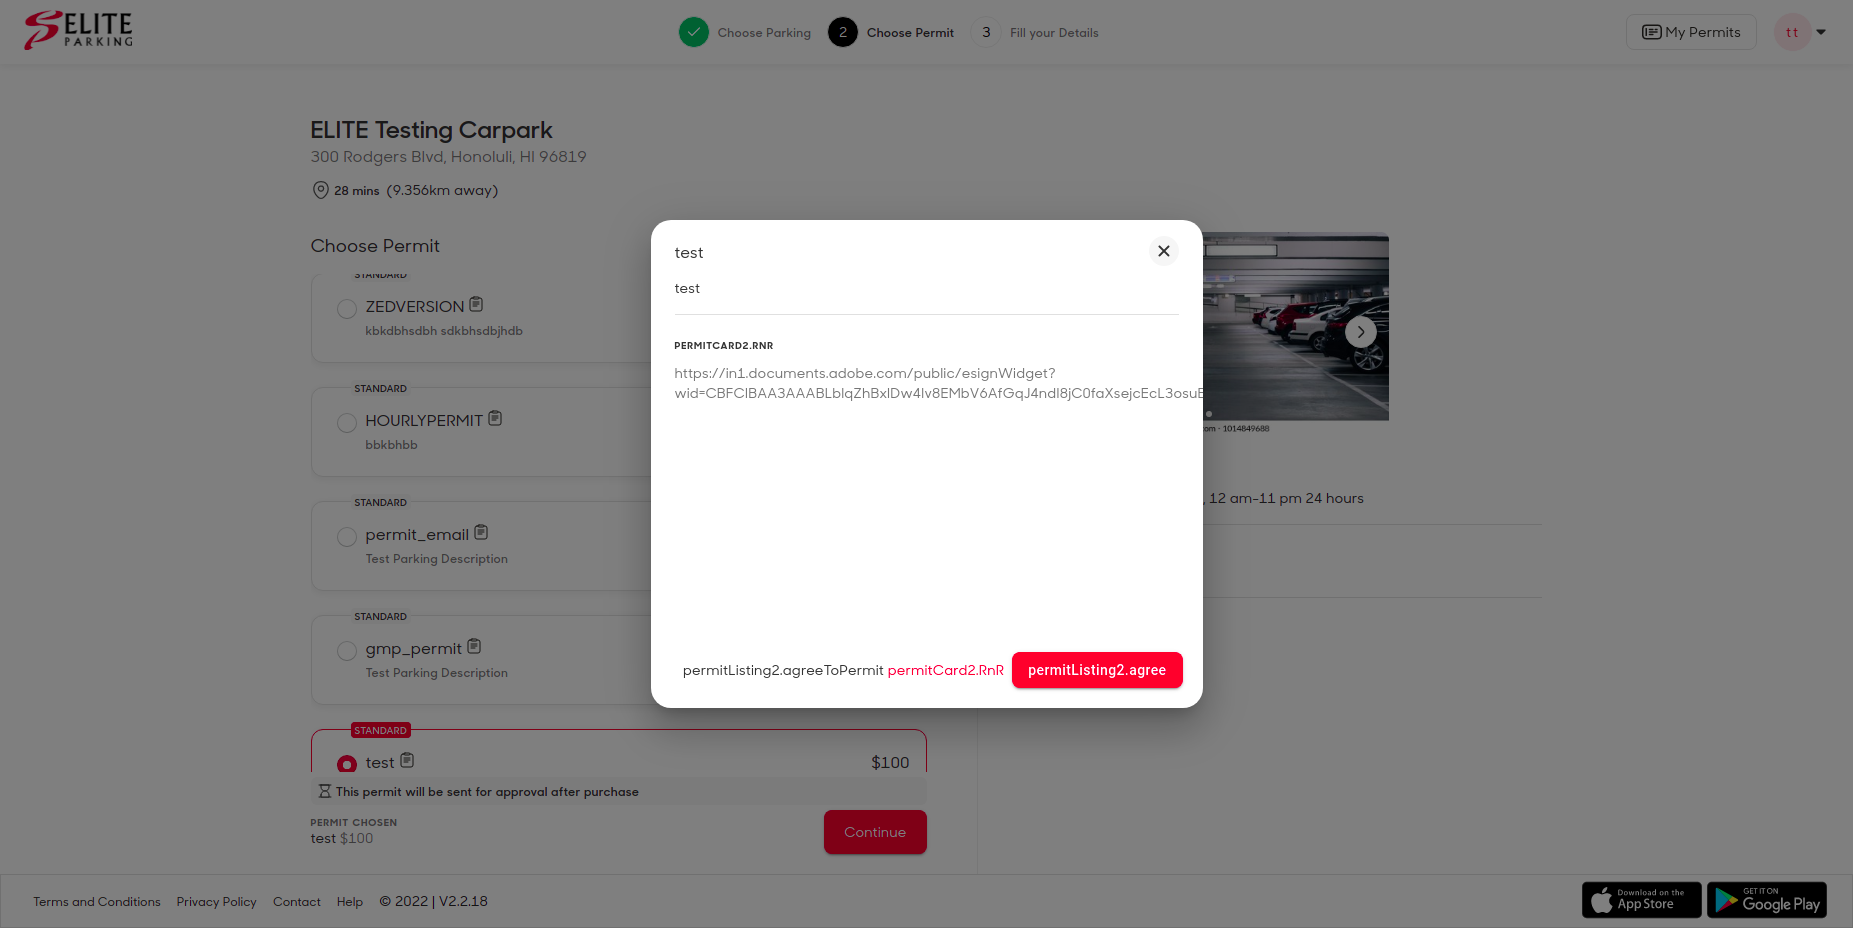 ELITE
PARKING
Choose Parking
2
Choose Permit
3
Fill your Details
My Permits
tt
ELITE Testing Carpark
300 Rodgers Blvd, Honoluli, HI 96819
28 mins (9.356km away)
Choose Permit
STANDARD
ZEDVERSION
kbkdbhsdbh sdkbhsdbjhdb
STANDARD
HOURLYPERMIT
bbkbhbb
STANDARD
permit_email
Test Parking Description
STANDARD
gmp_permit
Test Parking Description
STANDARD
test
$100
This permit will be sent for approval after purchase
PERMIT CHOSEN
test $100
Continue
test
test
PERMITCARD2.RNR
https://in1.documents.adobe.com/public/esignWidget?
permitListing2.agreeToPermit permitCard2.RnR
permitListing2.agree
com - 1014849688
, 12 am-11 pm 24 hours
Terms and Conditions
Privacy Policy
Contact
Help
© 2022 | V2.2.18
Download on the
App Store
GET IT ON
Google Play